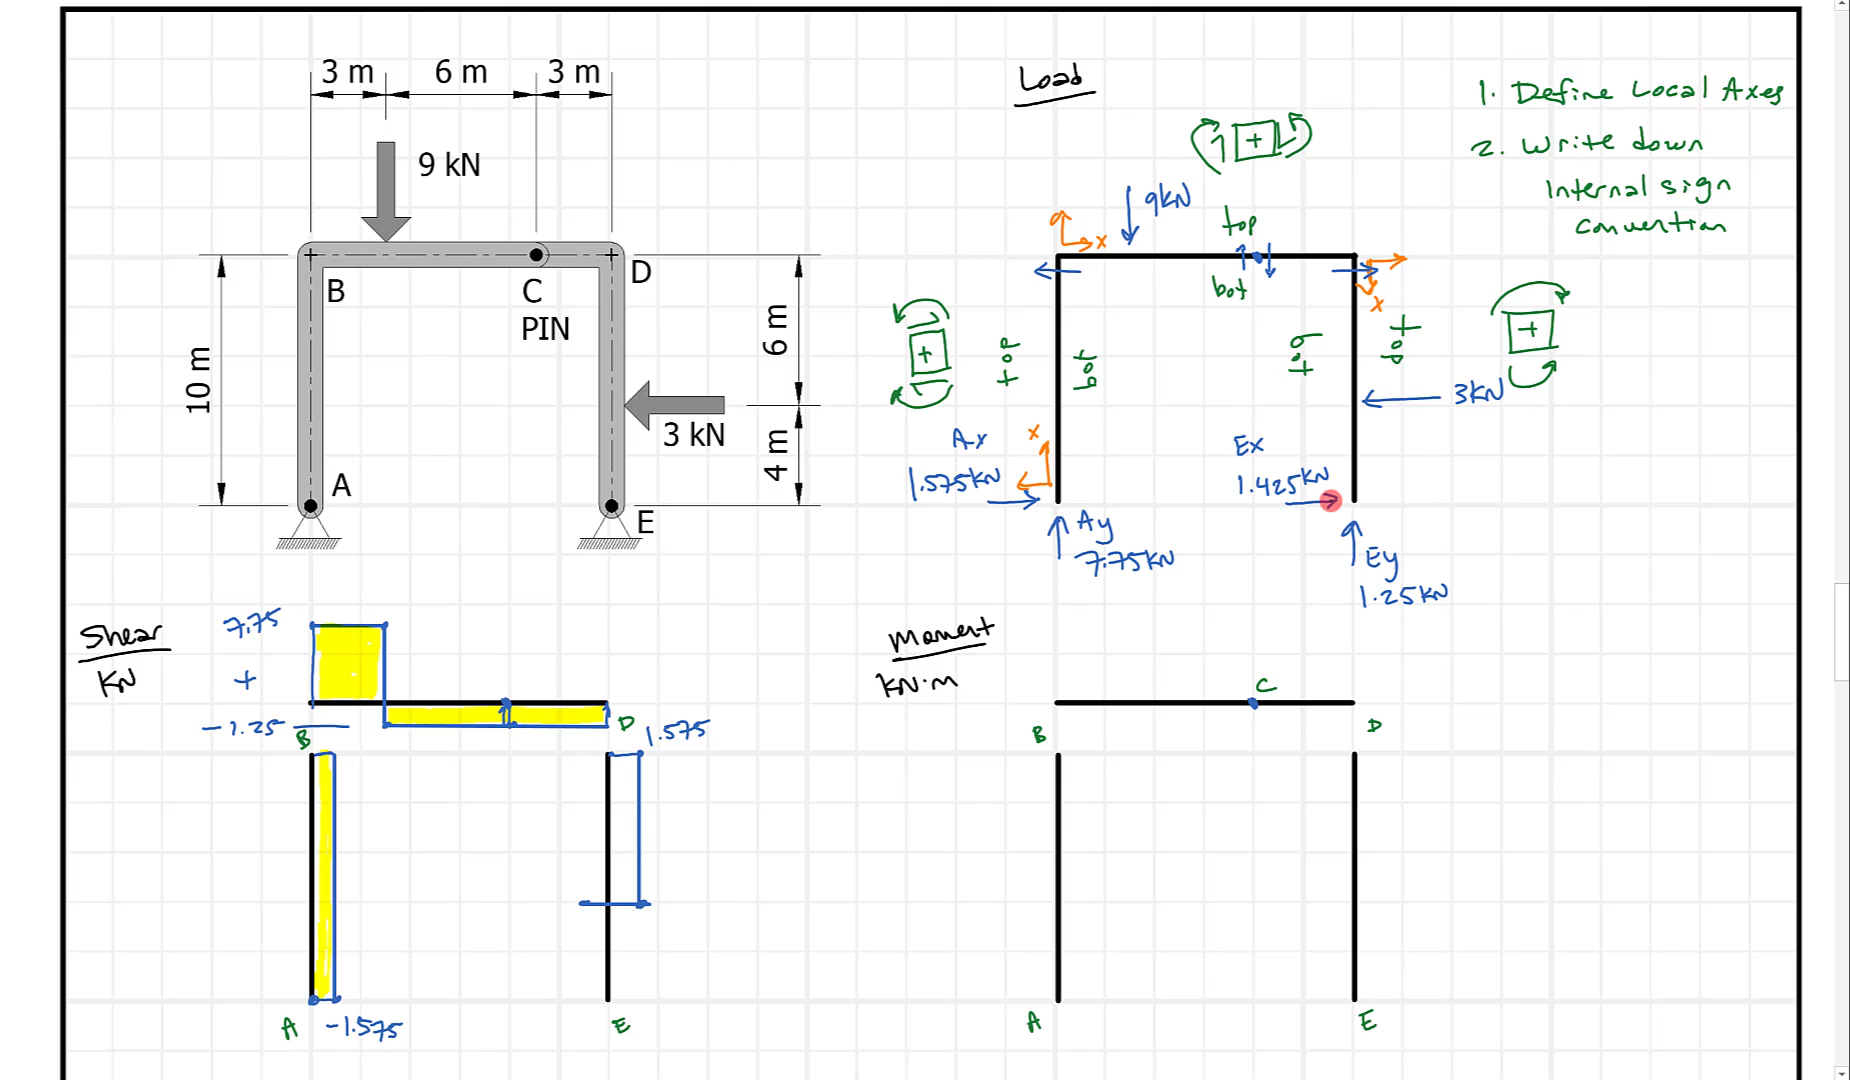 3 m 6 m 3 m
9 kN
B C D
PIN
10 m
6 m
3 kN
4 m
A
E
Load
1. Define Local Axes
2. Write down
Internal sign
convention
+
9kN
top
x
bot
x
+
top
bot
bot
top
+
3kN
Ax
x
1.575kN
Ex
1.425kN
Ay
7.75kN
Ey
1.25kN
Shear
kN
7.75
+
-1.25
B
D
1.575
A
-1.575
E
Moment
kN·m
C
B
D
A
E